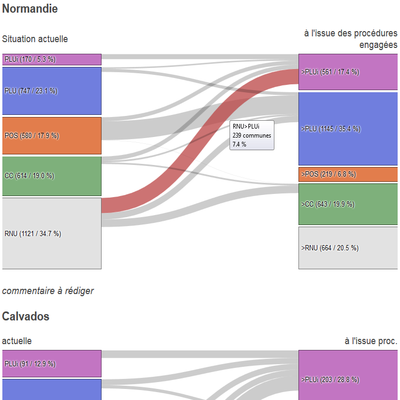 Normandie
Situation actuelle
à l'issue des procédures
engagées
PLUi (170 / 5.3 %)
PLU (747 / 23.1 %)
POS (580 / 17.9 %)
CC (614 / 19.0 %)
RNU (1121 / 34.7 %)
RNU>PLUi
239 communes
7.4 %
>PLUi (561 / 17.4 %)
>PLU (1145 / 35.4 %)
>POS (219 / 6.8 %)
>CC (643 / 19.9 %)
>RNU (664 / 20.5 %)
commentaire à rédiger
Calvados
actuelle
à l'issue proc.
PLUi (91 / 12.9 %)
>PLUi (203 / 28.8 %)